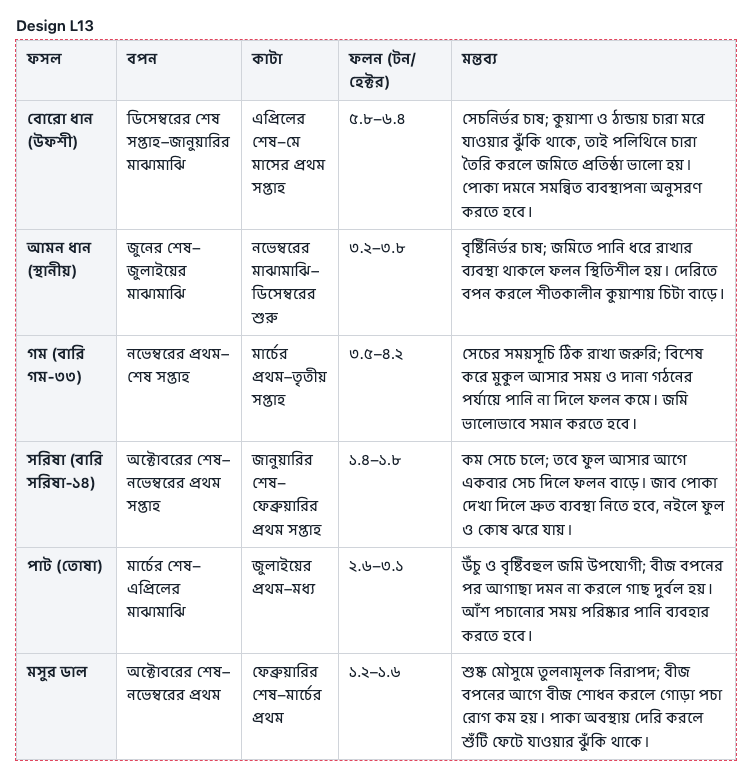 Design L13
ফসল
বপন
কাটা
ফলন (টন/
হেক্টর)
মন্তব্য
বোরো ধান
(উফশী)
ডিসেম্বরের শেষ
সপ্তাহ–জানুয়ারির
মাঝামাঝি
এপ্রিলের
শেষ–মে
মাসের প্রথম
সপ্তাহ
৫.৮–৬.৪
সেচনির্ভর চাষ; কুয়াশা ও ঠান্ডায় চারা মরে
যাওয়ার ঝুঁকি থাকে, তাই পলিথিনে চারা
তৈরি করলে জমিতে প্রতিষ্ঠা ভালো হয়।
পোকা দমনে সমন্বিত ব্যবস্থাপনা অনুসরণ
করতে হবে।
আমন ধান
(স্থানীয়)
জুনের শেষ–
জুলাইয়ের
মাঝামাঝি
নভেম্বরের
মাঝামাঝি–
ডিসেম্বরের
শুরু
৩.২–৩.৮
বৃষ্টিনির্ভর চাষ; জমিতে পানি ধরে রাখার
ব্যবস্থা থাকলে ফলন স্থিতিশীল হয়। দেরিতে
বপন করলে শীতকালীন কুয়াশায় চিটা বাড়ে।
গম (বারি
গম-৩৩)
নভেম্বরের প্রথম–
শেষ সপ্তাহ
মার্চের
প্রথম–তৃতীয়
সপ্তাহ
৩.৫–৪.২
সেচের সময়সূচি ঠিক রাখা জরুরি; বিশেষ
করে মুকুল আসার সময় ও দানা গঠনের
পর্যায়ে পানি না দিলে ফলন কমে। জমি
ভালোভাবে সমান করতে হবে।
সরিষা (বারি
সরিষা-১৪)
অক্টোবরের শেষ–
নভেম্বরের প্রথম
সপ্তাহ
জানুয়ারির
শেষ–
ফেব্রুয়ারির
প্রথম সপ্তাহ
১.৪–১.৮
কম সেচে চলে; তবে ফুল আসার আগে
একবার সেচ দিলে ফলন বাড়ে। জাব পোকা
দেখা দিলে দ্রুত ব্যবস্থা নিতে হবে, নইলে ফুল
ও কোষ ঝরে যায়।
পাট (তোষা)
মার্চের শেষ–
এপ্রিলের
মাঝামাঝি
জুলাইয়ের
প্রথম–মধ্য
২.৬–৩.১
উঁচু ও বৃষ্টিবহুল জমি উপযোগী; বীজ বপনের
পর আগাছা দমন না করলে গাছ দুর্বল হয়।
আঁশ পচানোর সময় পরিষ্কার পানি ব্যবহার
করতে হবে।
মসুর ডাল
অক্টোবরের শেষ–
নভেম্বরের প্রথম
ফেব্রুয়ারির
শেষ–মার্চের
প্রথম
১.২–১.৬
শুষ্ক মৌসুমে তুলনামূলক নিরাপদ; বীজ
বপনের আগে বীজ শোধন করলে গোড়া পচা
রোগ কম হয়। পাকা অবস্থায় দেরি করলে
শুঁটি ফেটে যাওয়ার ঝুঁকি থাকে।